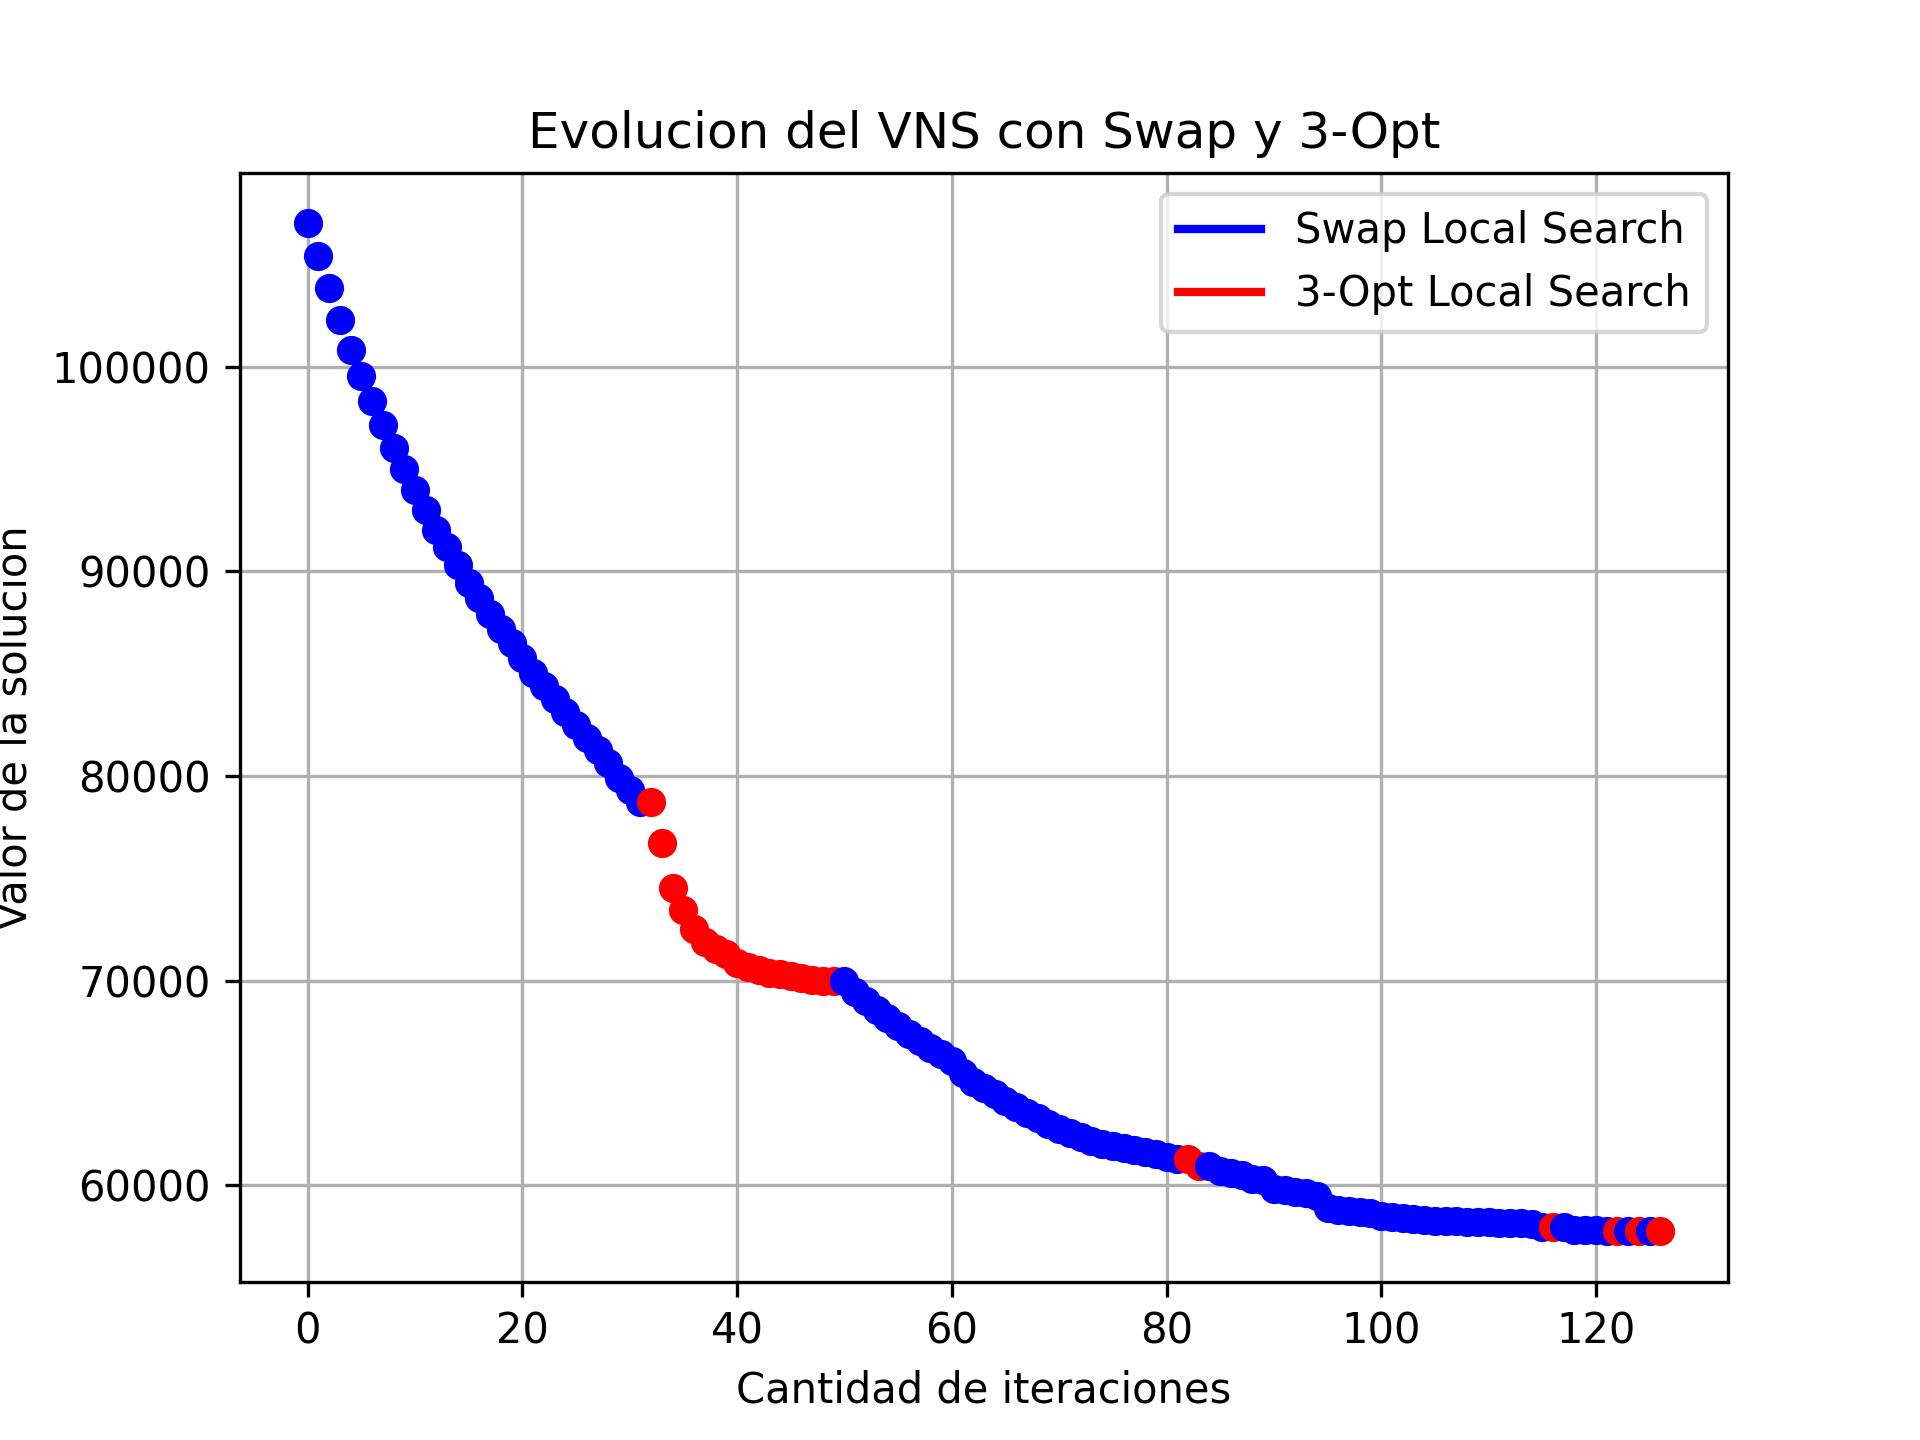 Evolucion del VNS con Swap y 3-Opt
Swap Local Search
3-Opt Local Search
Valor de la solucion
100000
90000
80000
70000
60000
0 20 40 60 80 100 120
Cantidad de iteraciones